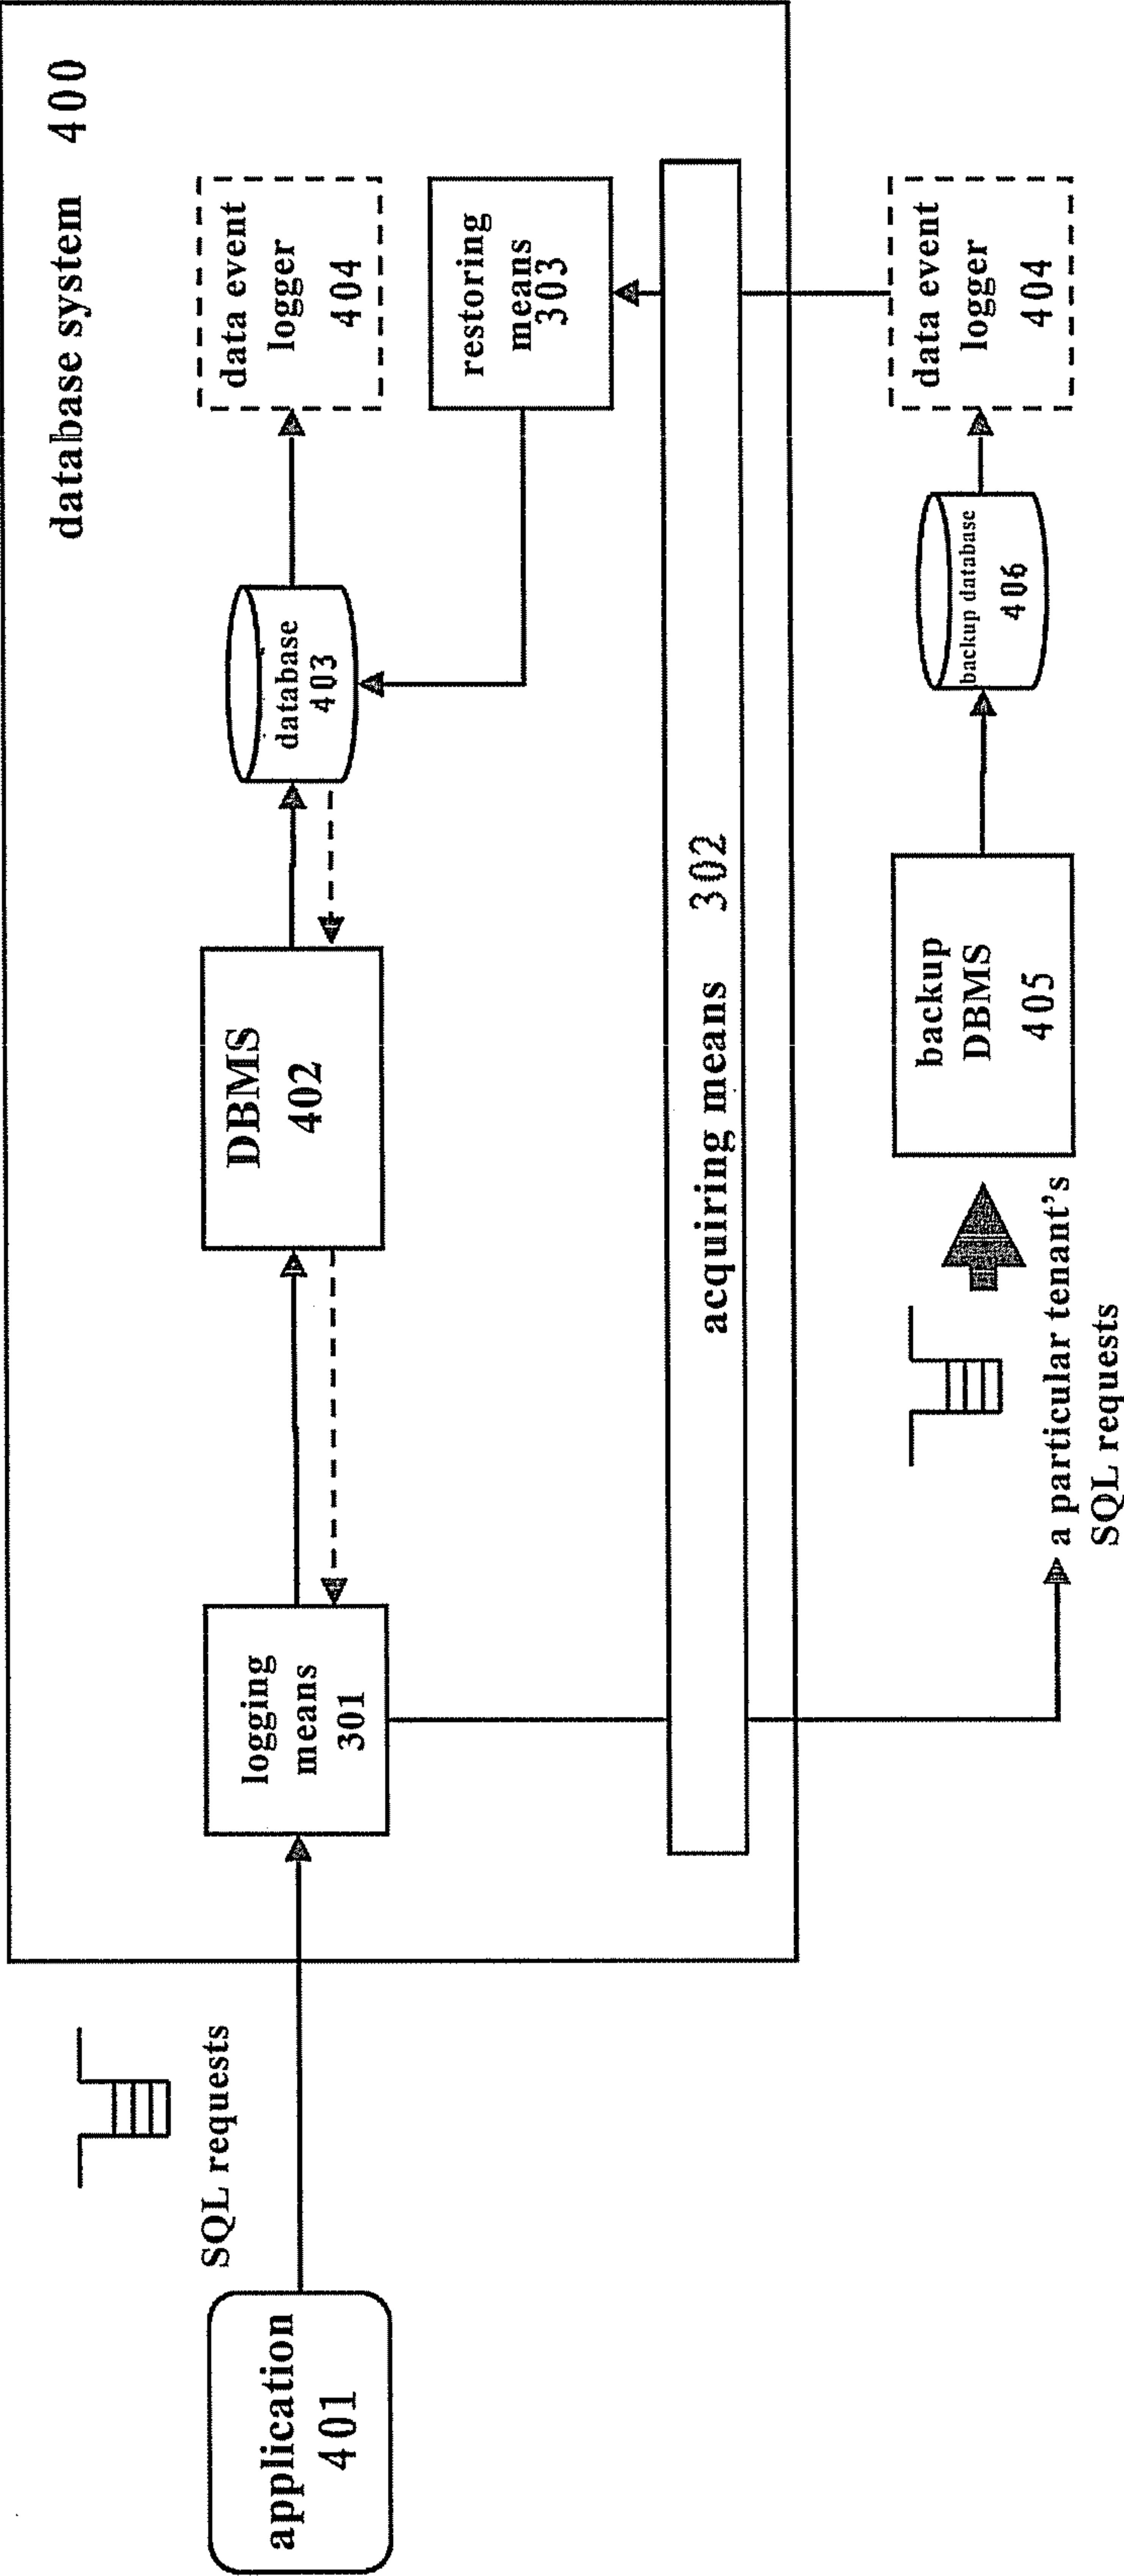 database system 400
SQL requests
application
401
logging
means
301
DBMS
402
database
403
data event
logger
404
restoring
means
303
acquiring means 302
a particular tenant's
SQL requests
backup
DBMS
405
backup database
406
data event
logger
404